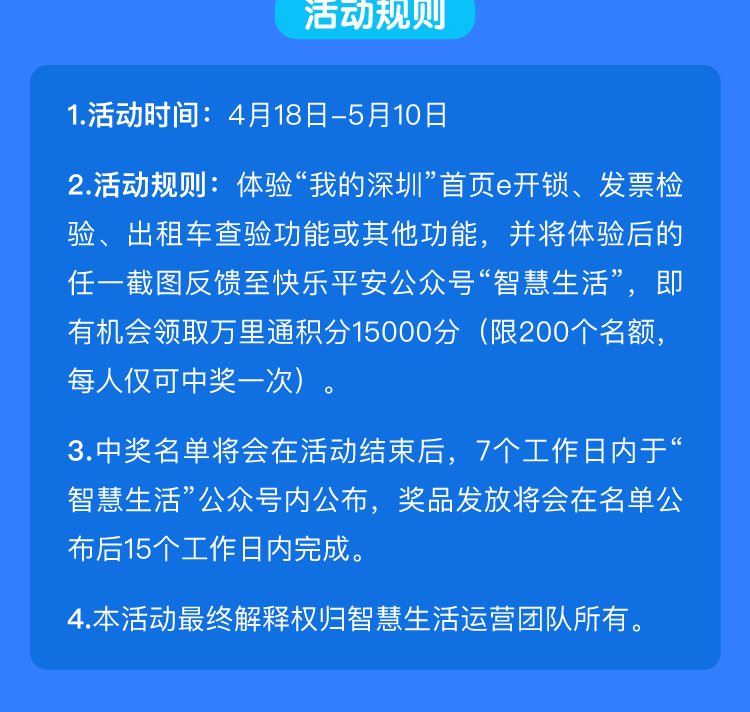 活动规则
1.活动时间：4月18日–5月10日
2.活动规则：体验“我的深圳”首页e开锁、发票检
验、出租车查验功能或其他功能，并将体验后的
任一截图反馈至快乐平安公众号“智慧生活”，即
有机会领取万里通积分15000分（限200个名额，
每人仅可中奖一次）。
3.中奖名单将会在活动结束后，7个工作日内于“
智慧生活”公众号内公布，奖品发放将会在名单公
布后15个工作日内完成。
4.本活动最终解释权归智慧生活运营团队所有。